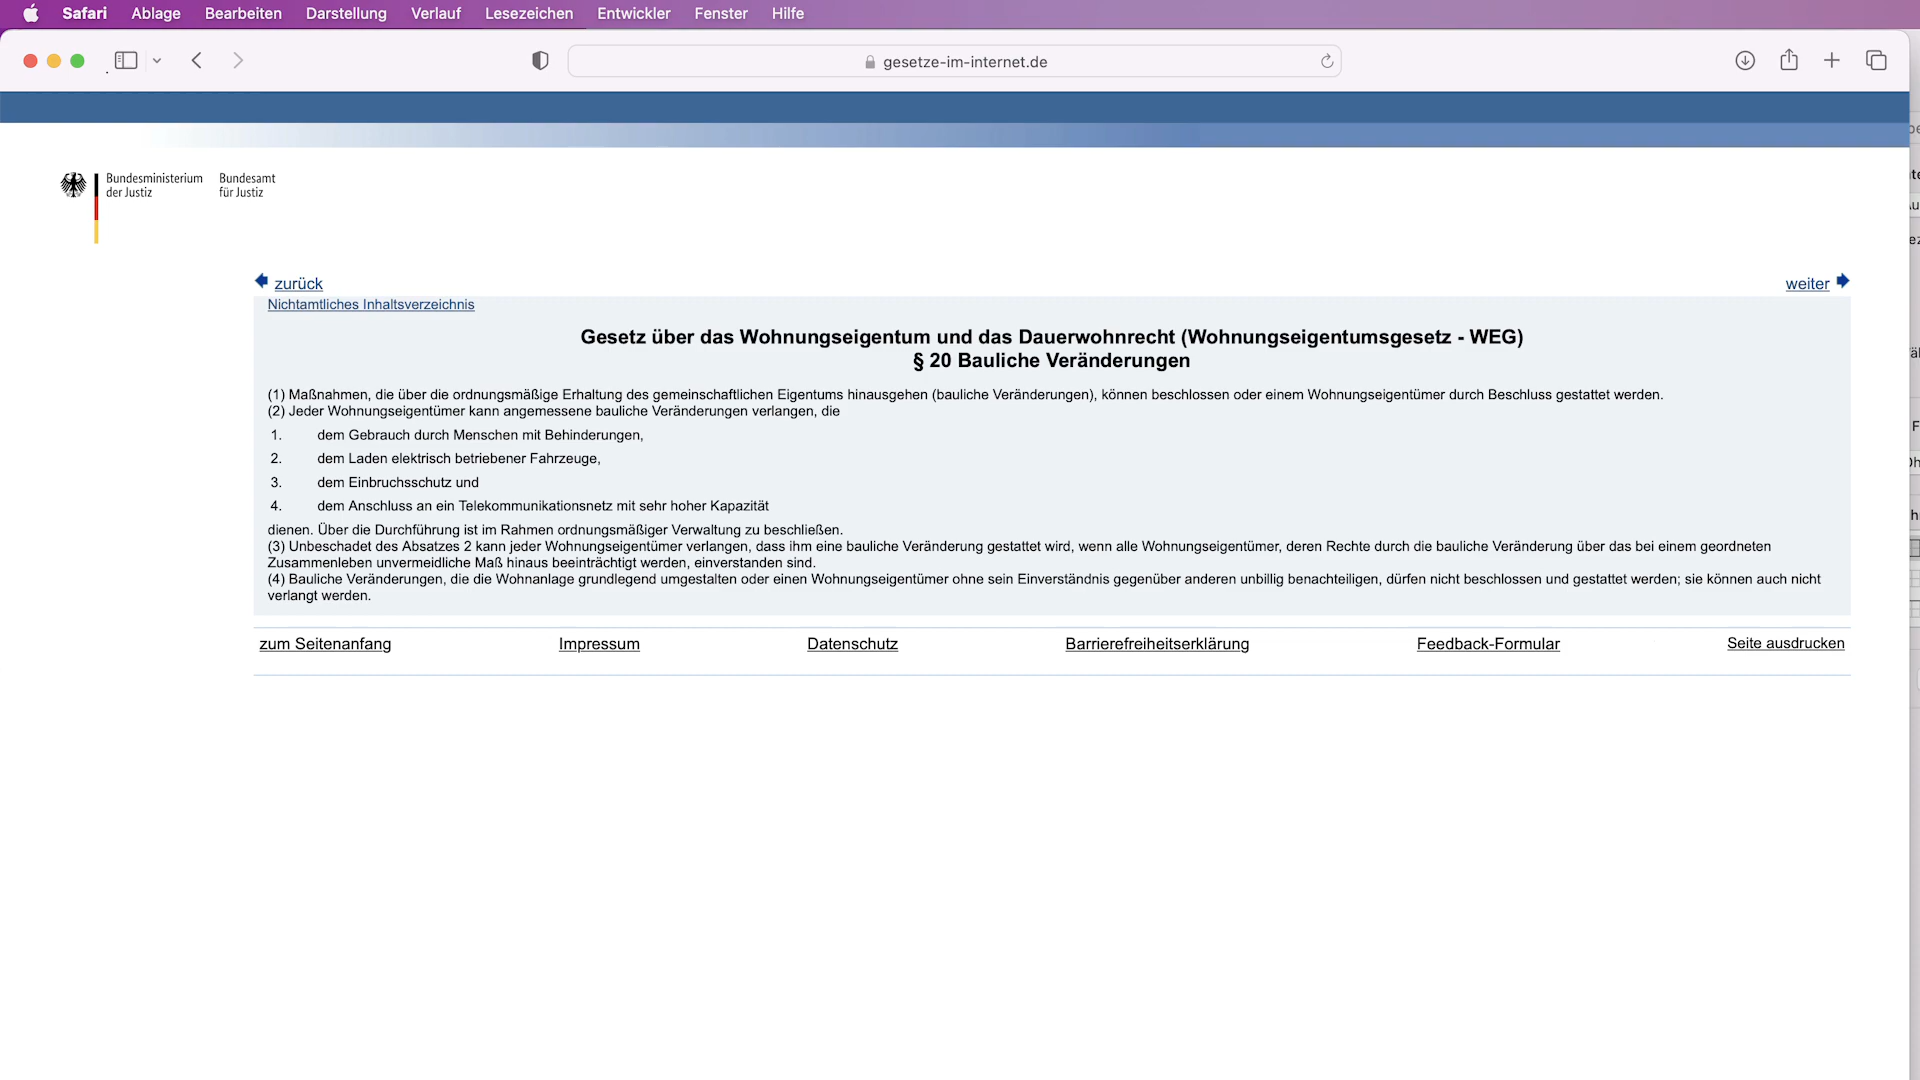 Safari Ablage Bearbeiten Darstellung Verlauf Lesezeichen Entwickler Fenster Hilfe
gesetze-im-internet.de
Bundesministerium der Justiz
Bundesamt für Justiz
zurück
weiter
Nichtamtliches Inhaltsverzeichnis
Gesetz über das Wohnungseigentum und das Dauerwohnrecht (Wohnungseigentumsgesetz - WEG)
§ 20 Bauliche Veränderungen
(1) Maßnahmen, die über die ordnungsmäßige Erhaltung des gemeinschaftlichen Eigentums hinausgehen (bauliche Veränderungen), können beschlossen oder einem Wohnungseigentümer durch Beschluss gestattet werden.
(2) Jeder Wohnungseigentümer kann angemessene bauliche Veränderungen verlangen, die
1. dem Gebrauch durch Menschen mit Behinderungen,
2. dem Laden elektrisch betriebener Fahrzeuge,
3. dem Einbruchsschutz und
4. dem Anschluss an ein Telekommunikationsnetz mit sehr hoher Kapazität
dienen. Über die Durchführung ist im Rahmen ordnungsmäßiger Verwaltung zu beschließen.
(3) Unbeschadet des Absatzes 2 kann jeder Wohnungseigentümer verlangen, dass ihm eine bauliche Veränderung gestattet wird, wenn alle Wohnungseigentümer, deren Rechte durch die bauliche Veränderung über das bei einem geordneten
Zusammenleben unvermeidliche Maß hinaus beeinträchtigt werden, einverstanden sind.
(4) Bauliche Veränderungen, die die Wohnanlage grundlegend umgestalten oder einen Wohnungseigentümer ohne sein Einverständnis gegenüber anderen unbillig benachteiligen, dürfen nicht beschlossen und gestattet werden; sie können auch nicht
verlangt werden.
zum Seitenanfang Impressum Datenschutz Barrierefreiheitserklärung Feedback-Formular Seite ausdrucken